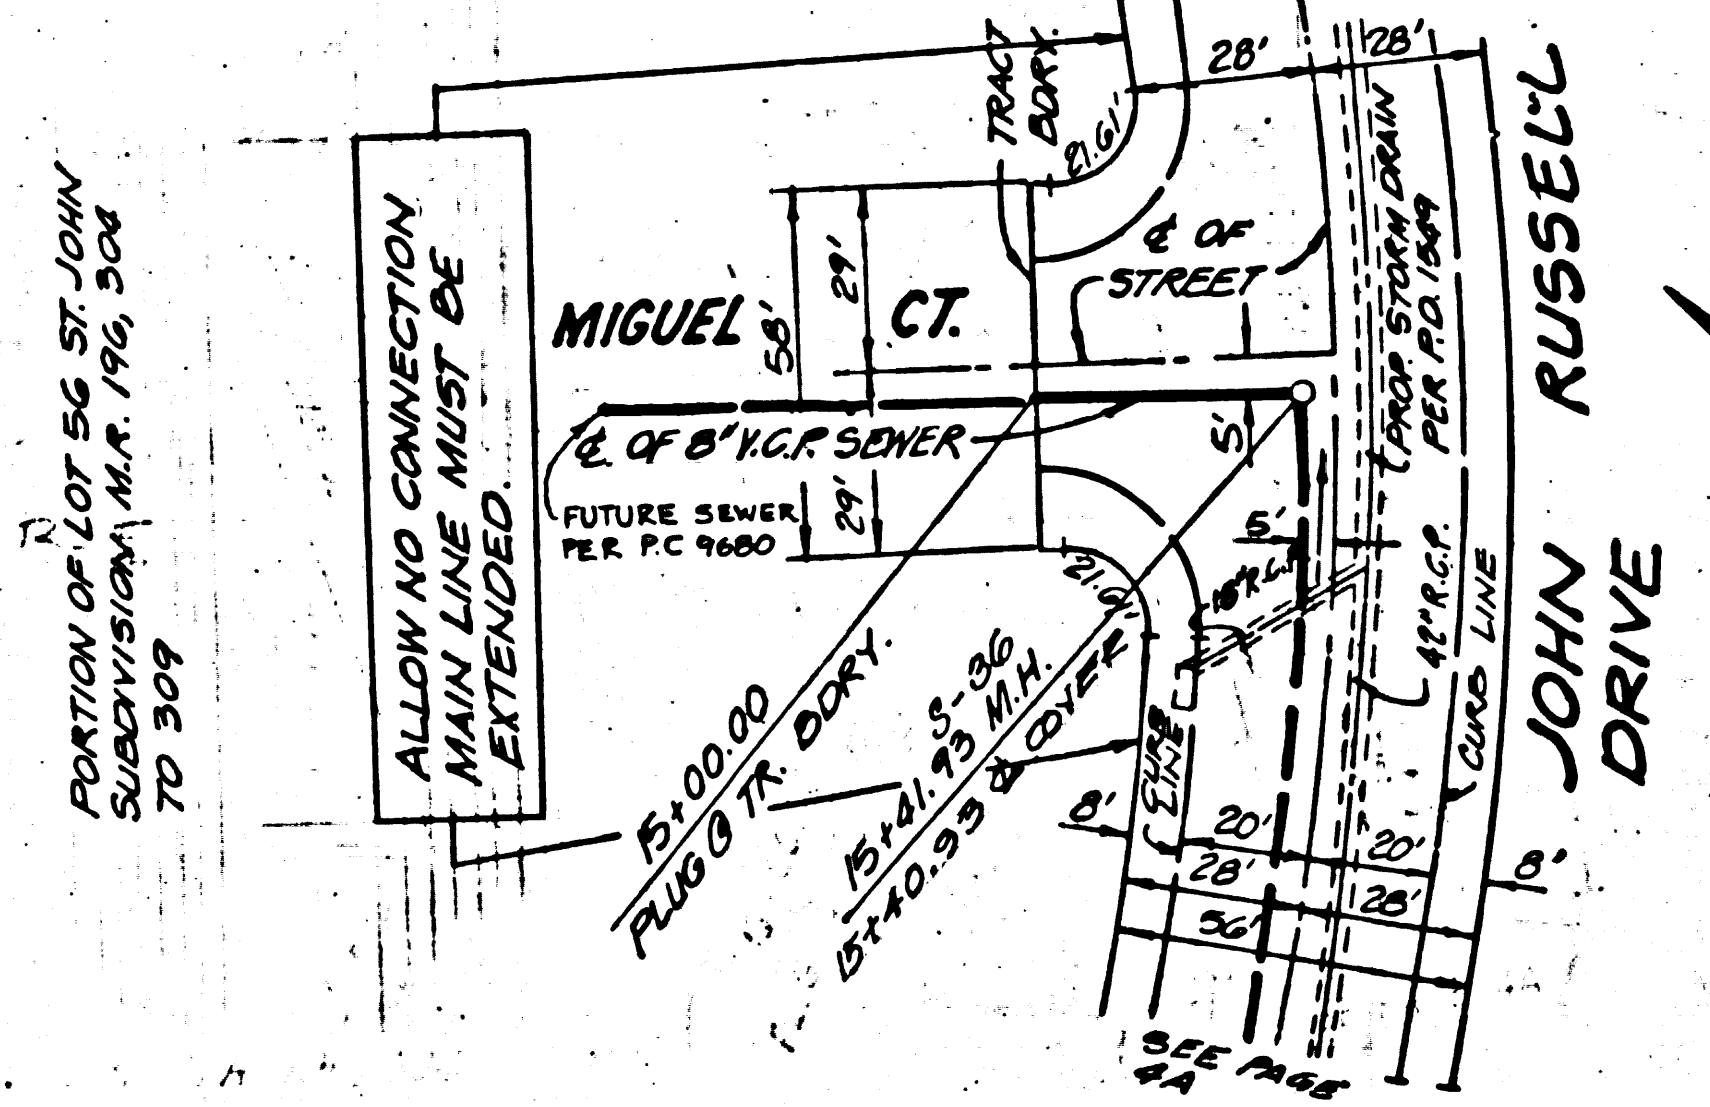 PORTION OF LOT 56 ST. JOHN
SUBDIVISION M.R. 196, 304
TO 309
ALLOW NO CONNECTION
MAIN LINE MUST BE
EXTENDED.
TRACT
BDRY.
21.61'
28'
28'
58'
29'
MIGUEL CT.
℄ OF
STREET
PROP. STORM DRAIN
PER P.D. 1549
RUSSELL
℄ OF 8" V.C.P. SEWER
FUTURE SEWER
PER P.C 9680
29'
5'
5'
18" R.C.P.
21.61'
42" R.C.P.
CURB LINE
JOHN
DRIVE
15+00.00
PLUG @ TR. BDRY.
S-36
15+41.93 M.H.
15+40.93 ℄ COVER
CURB
LINE
8'
20'
20'
28'
28'
8'
56'
SEE PAGE
4A